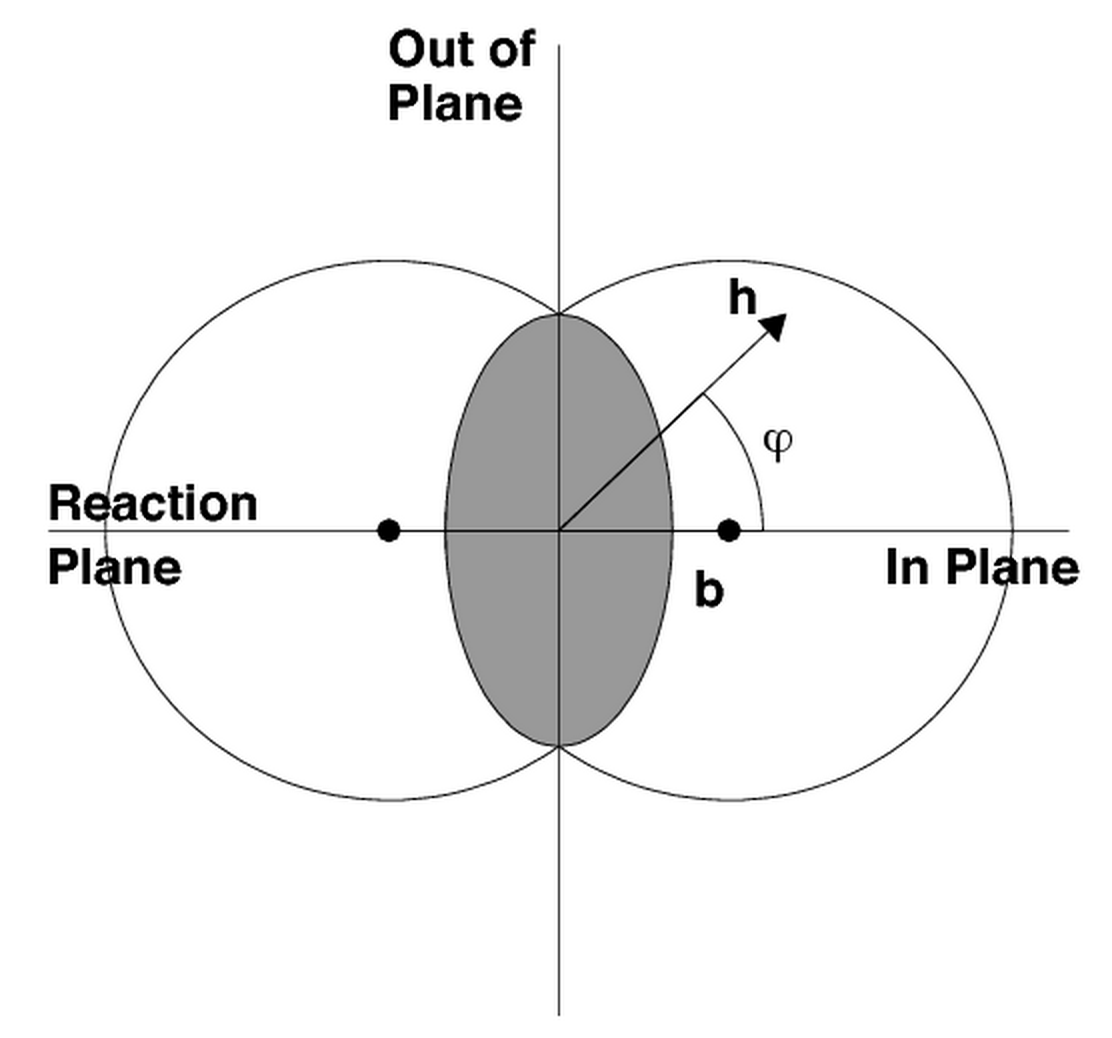 Out of
Plane
h
φ
Reaction
Plane
b
In Plane